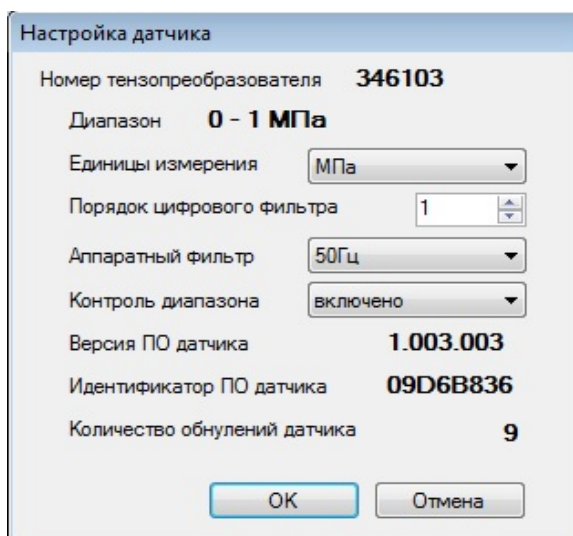 Настройка датчика
Номер тензопреобразователя 346103
Диапазон 0 - 1 МПа
Единицы измерения МПа
Порядок цифрового фильтра 1
Аппаратный фильтр 50Гц
Контроль диапазона включено
Версия ПО датчика 1.003.003
Идентификатор ПО датчика 09D6B836
Количество обнулений датчика 9
OK Отмена